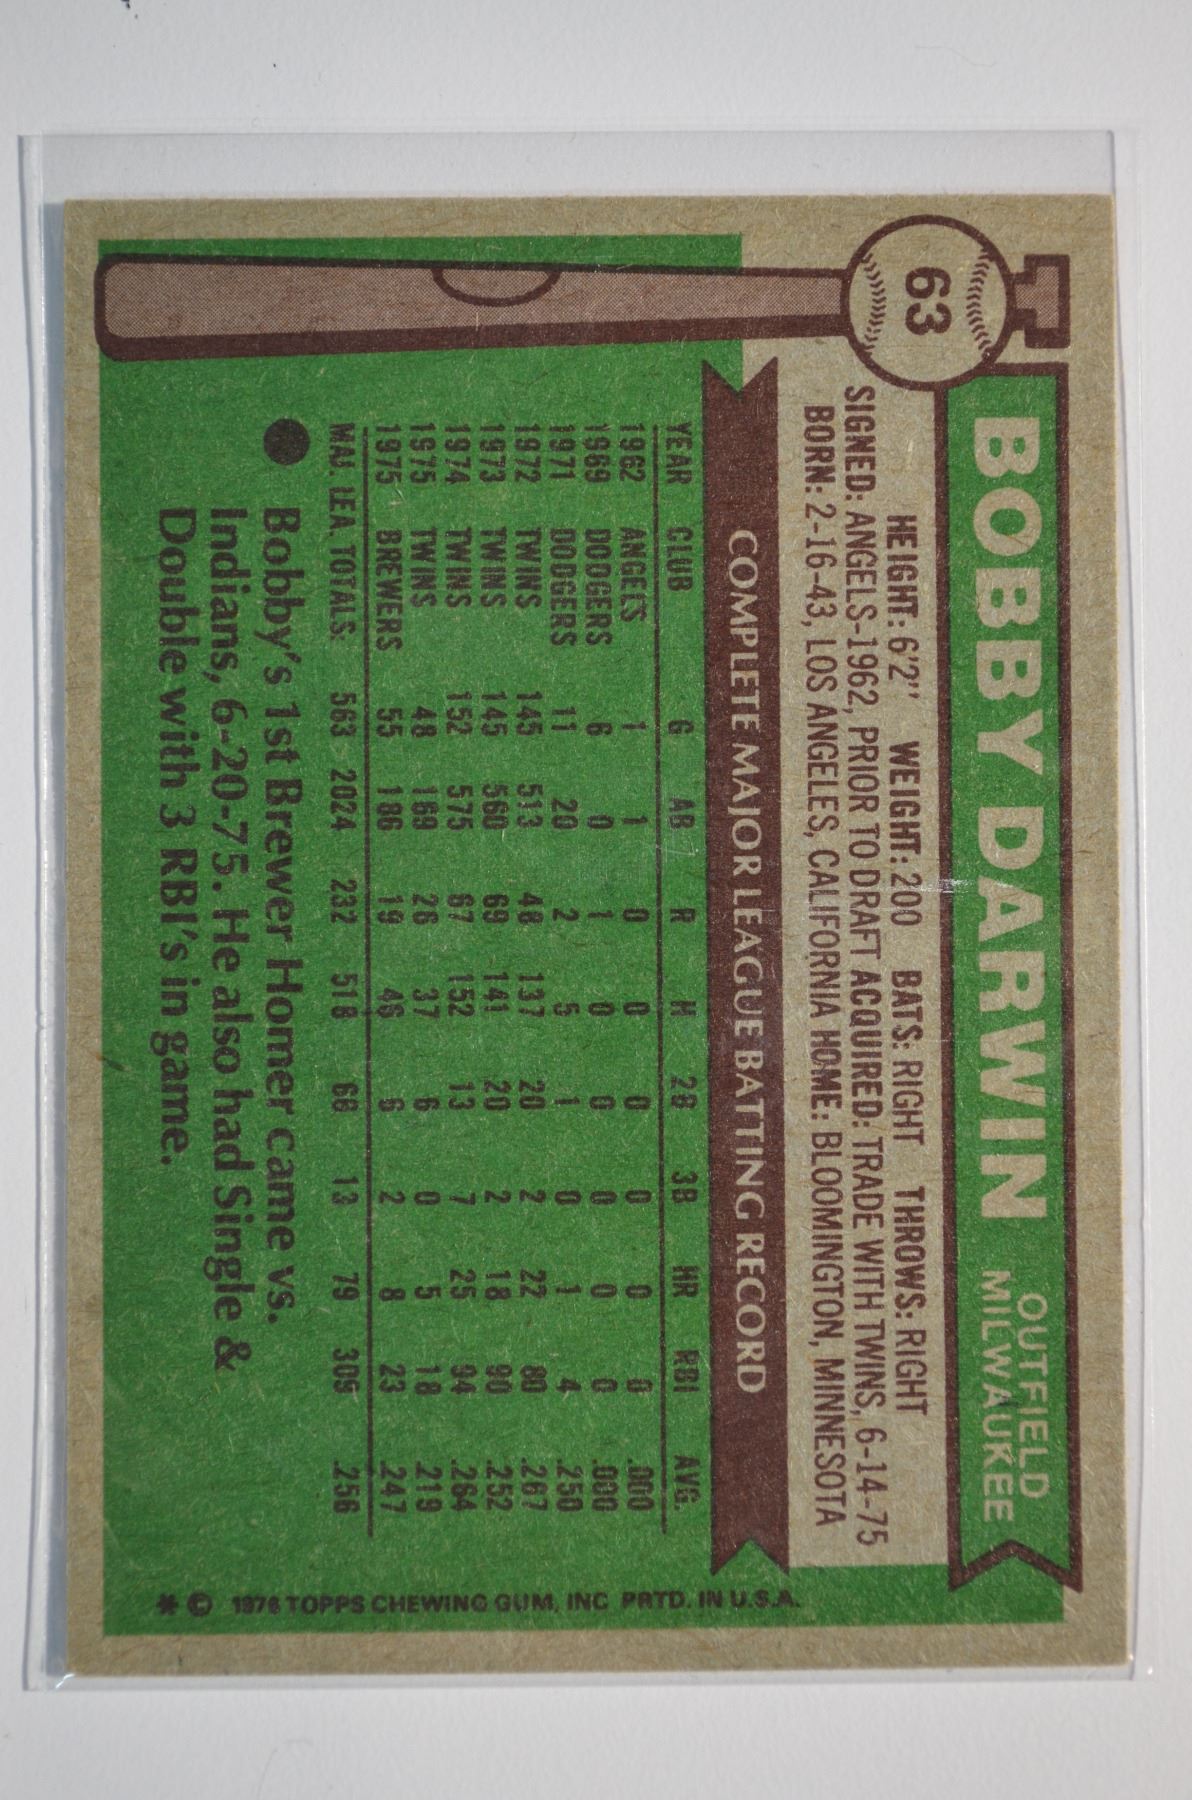 63
BOBBY DARWIN
OUTFIELD
MILWAUKEE
HEIGHT: 6'2" WEIGHT: 200 BATS: RIGHT THROWS: RIGHT
SIGNED: ANGELS-1962, PRIOR TO DRAFT ACQUIRED: TRADE WITH TWINS, 6-14-75
BORN: 2-16-43, LOS ANGELES, CALIFORNIA HOME: BLOOMINGTON, MINNESOTA
COMPLETE MAJOR LEAGUE BATTING RECORD
YEAR CLUB G AB R H 2B 3B HR RBI AVG.
1962 ANGELS 1 1 0 0 0 0 0 0 .000
1969 DODGERS 6 0 1 0 0 0 0 0 .000
1971 DODGERS 11 20 2 5 1 0 1 4 .250
1972 TWINS 145 513 48 137 20 2 22 80 .267
1973 TWINS 145 560 69 141 20 2 18 90 .252
1974 TWINS 152 575 67 152 13 7 25 94 .264
1975 TWINS 48 169 26 37 6 0 5 18 .219
1975 BREWERS 55 186 19 46 6 2 8 23 .247
MAJ. LEA. TOTALS 563 2024 232 518 66 13 79 309 .256
● Bobby's 1st Brewer Homer came vs.
Indians, 6-20-75. He also had Single &
Double with 3 RBI's in game.
* © 1976 TOPPS CHEWING GUM, INC PRTD. IN U.S.A.